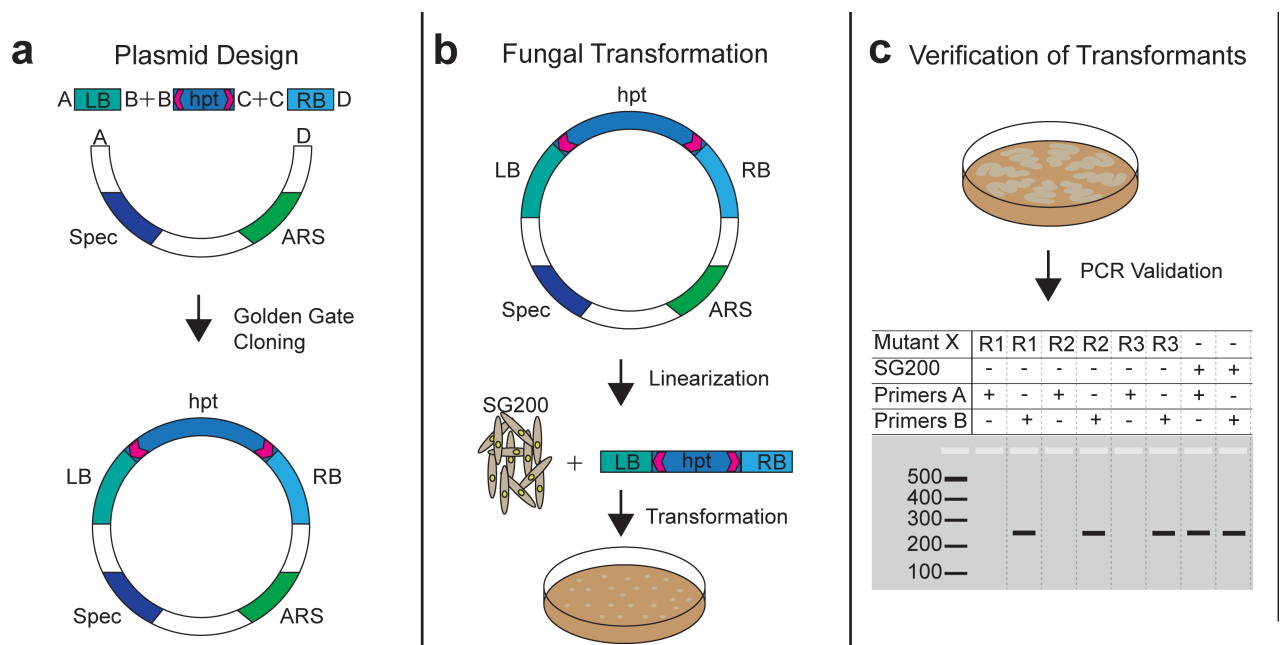 a
Plasmid Design
A LB B+B hpt C+C RB D
A D
Spec ARS
Golden Gate
Cloning
hpt
LB RB
Spec ARS
b
Fungal Transformation
hpt
LB RB
Spec ARS
Linearization
SG200
+ LB hpt RB
Transformation
c
Verification of Transformants
PCR Validation
Mutant X R1 R1 R2 R2 R3 R3 - -
SG200 - - - - - - + +
Primers A + - + - + - + -
Primers B - + - + - + - +
500
400
300
200
100